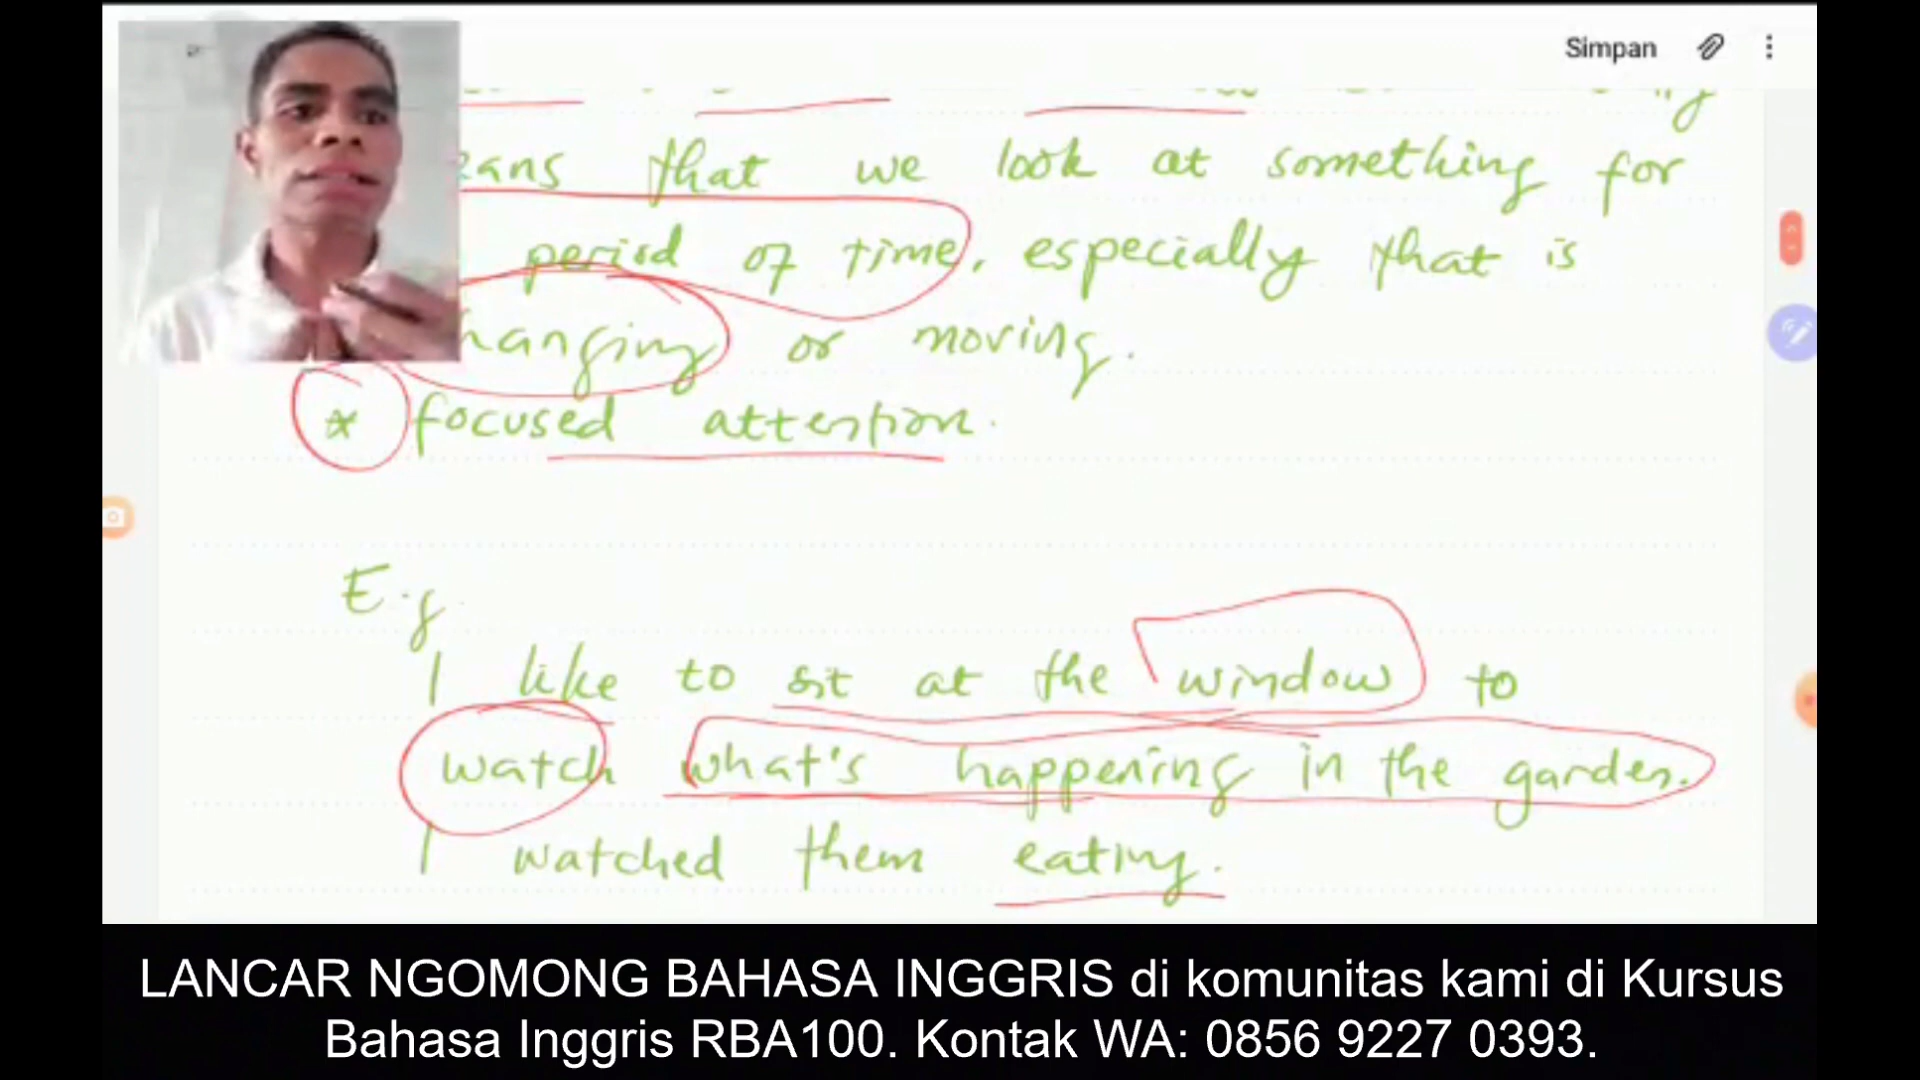 Simpan
that we look at something for
period of time, especially that is
or moving.
* focused attention.
E.g.
I like to sit at the window to
watch what's happening in the garden.
I watched them eating.
LANCAR NGOMONG BAHASA INGGRIS di komunitas kami di Kursus
Bahasa Inggris RBA100. Kontak WA: 0856 9227 0393.